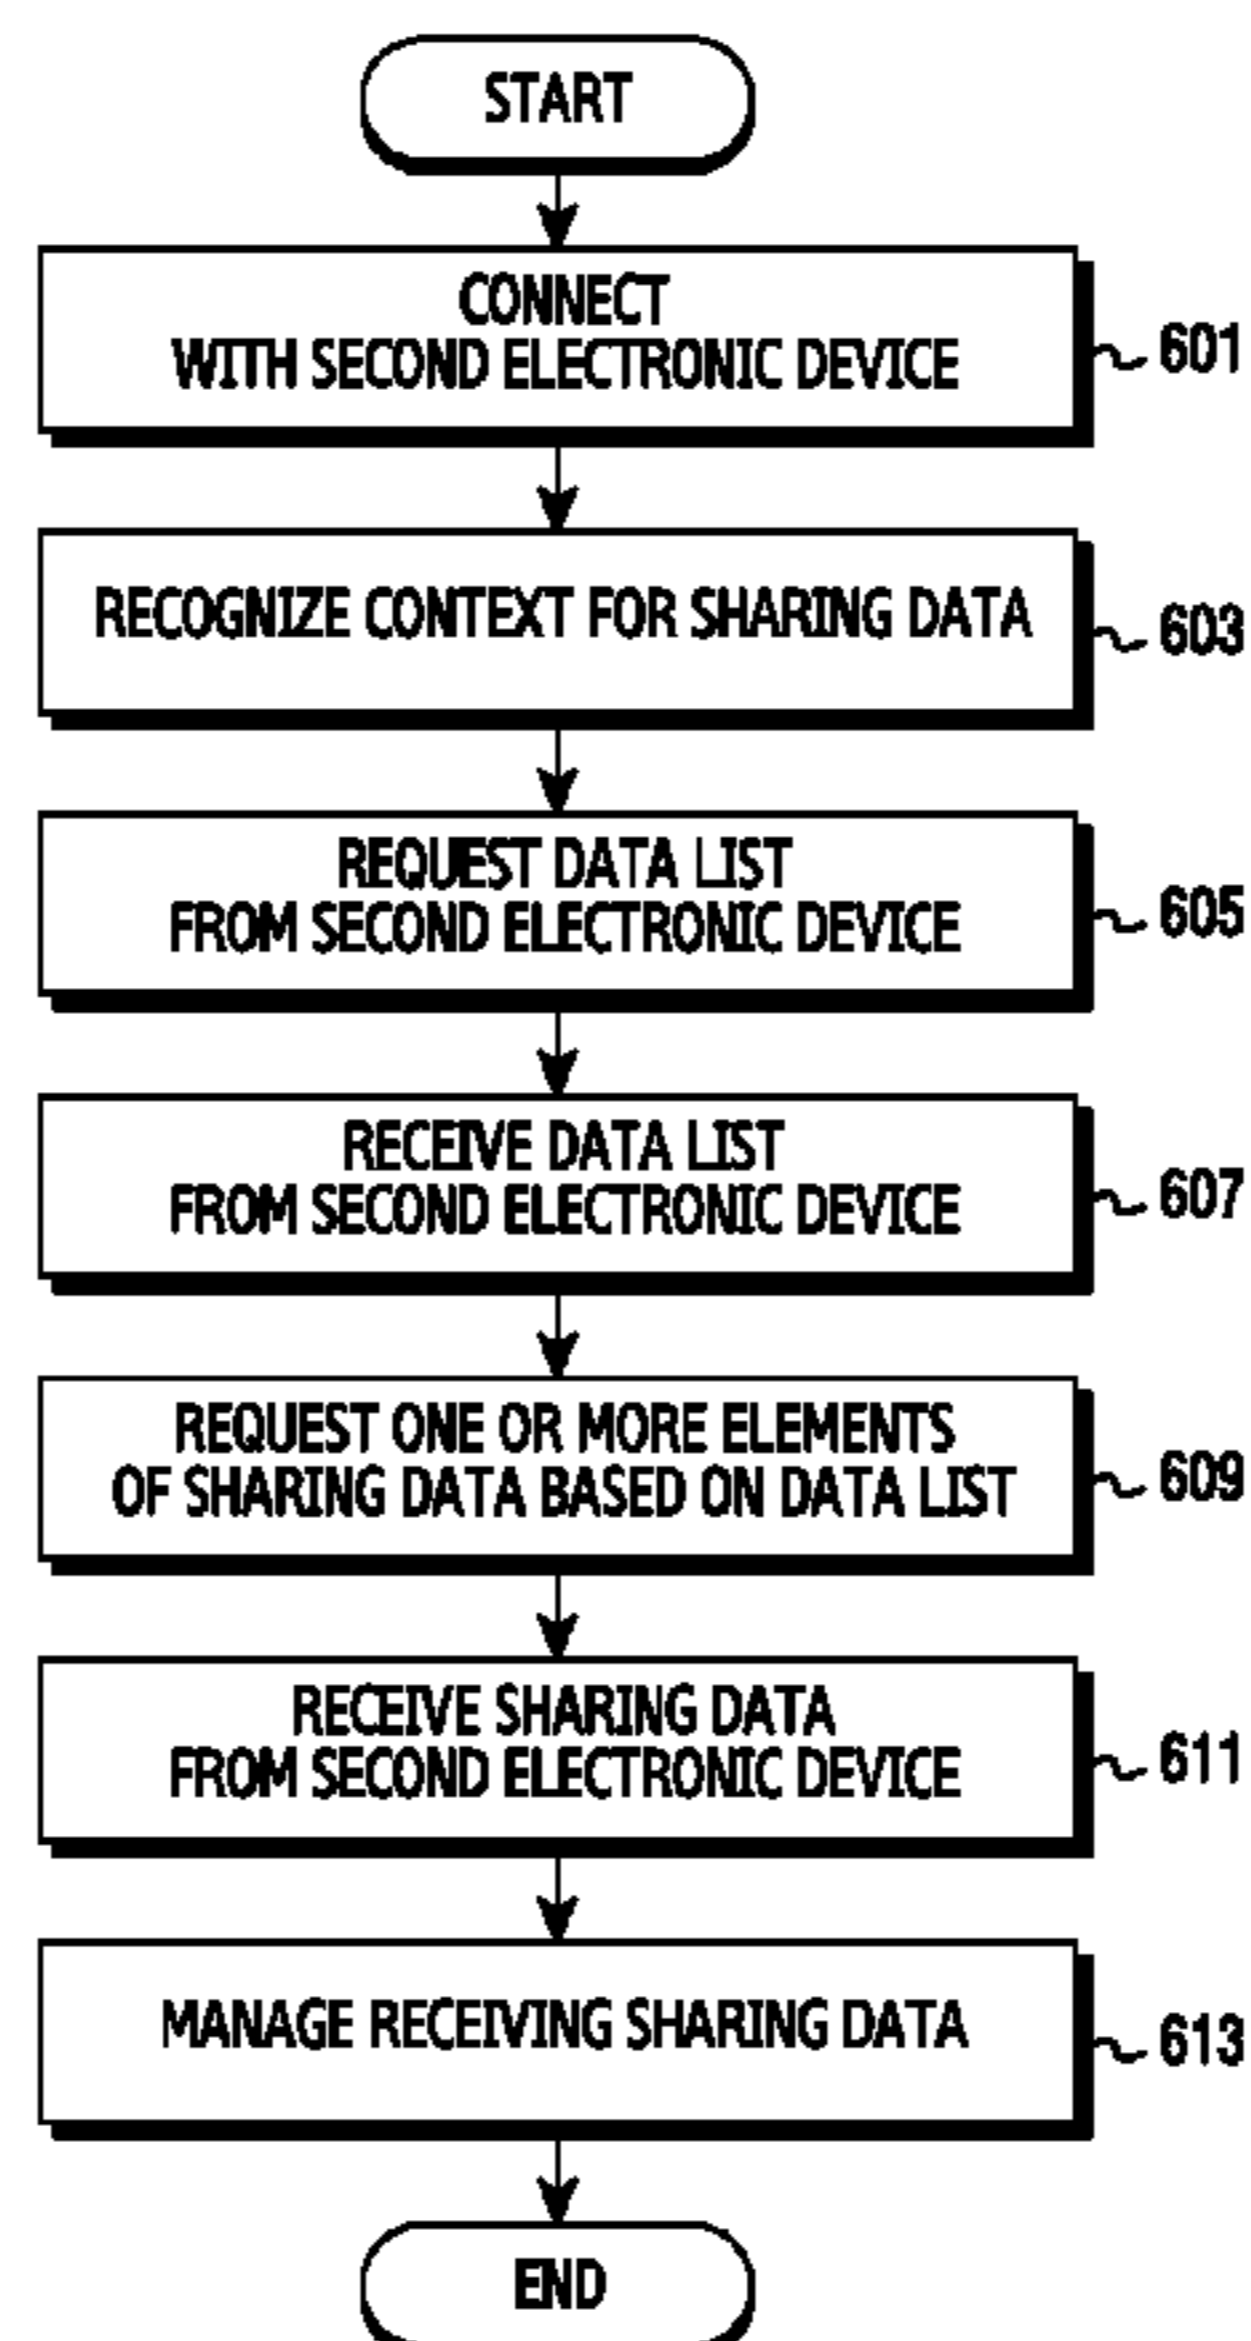 START
CONNECT
WITH SECOND ELECTRONIC DEVICE
601
RECOGNIZE CONTEXT FOR SHARING DATA
603
REQUEST DATA LIST
FROM SECOND ELECTRONIC DEVICE
605
RECEIVE DATA LIST
FROM SECOND ELECTRONIC DEVICE
607
REQUEST ONE OR MORE ELEMENTS
OF SHARING DATA BASED ON DATA LIST
609
RECEIVE SHARING DATA
FROM SECOND ELECTRONIC DEVICE
611
MANAGE RECEIVING SHARING DATA
613
END